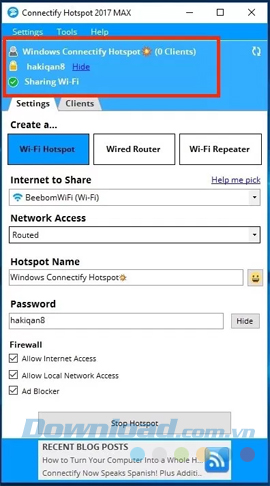 Connectify Hotspot 2017 MAX
Settings Tools Help
Windows Connectify Hotspot (0 Clients)
hakiqan8 Hide
Sharing Wi-Fi
Settings Clients
Create a...
Wi-Fi Hotspot Wired Router Wi-Fi Repeater
Internet to Share Help me pick
BeebomWiFi (Wi-Fi)
Network Access
Routed
Hotspot Name
Windows Connectify Hotspot
Password
hakiqan8 Hide
Firewall
Allow Internet Access
Allow Local Network Access
Ad Blocker
Stop Hotspot
Download.com.vn
RECENT BLOG POSTS
How to Turn Your Computer Into a Whole H...
Connectify Now Speaks Spanish! Plus Additi...